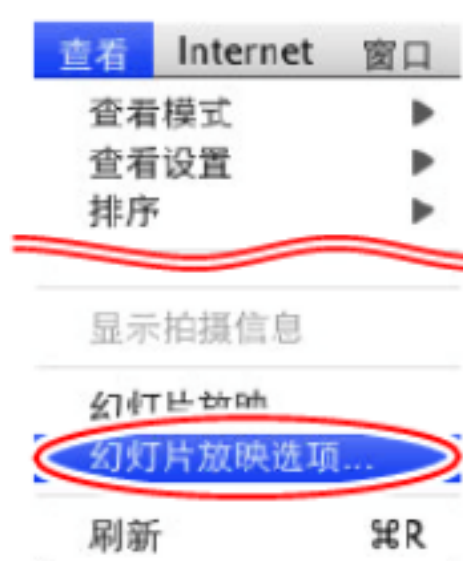 查看 Internet 窗口
查看模式 ▶
查看设置 ▶
排序 ▶
显示拍摄信息
幻灯片放映
幻灯片放映选项...
刷新 ⌘R